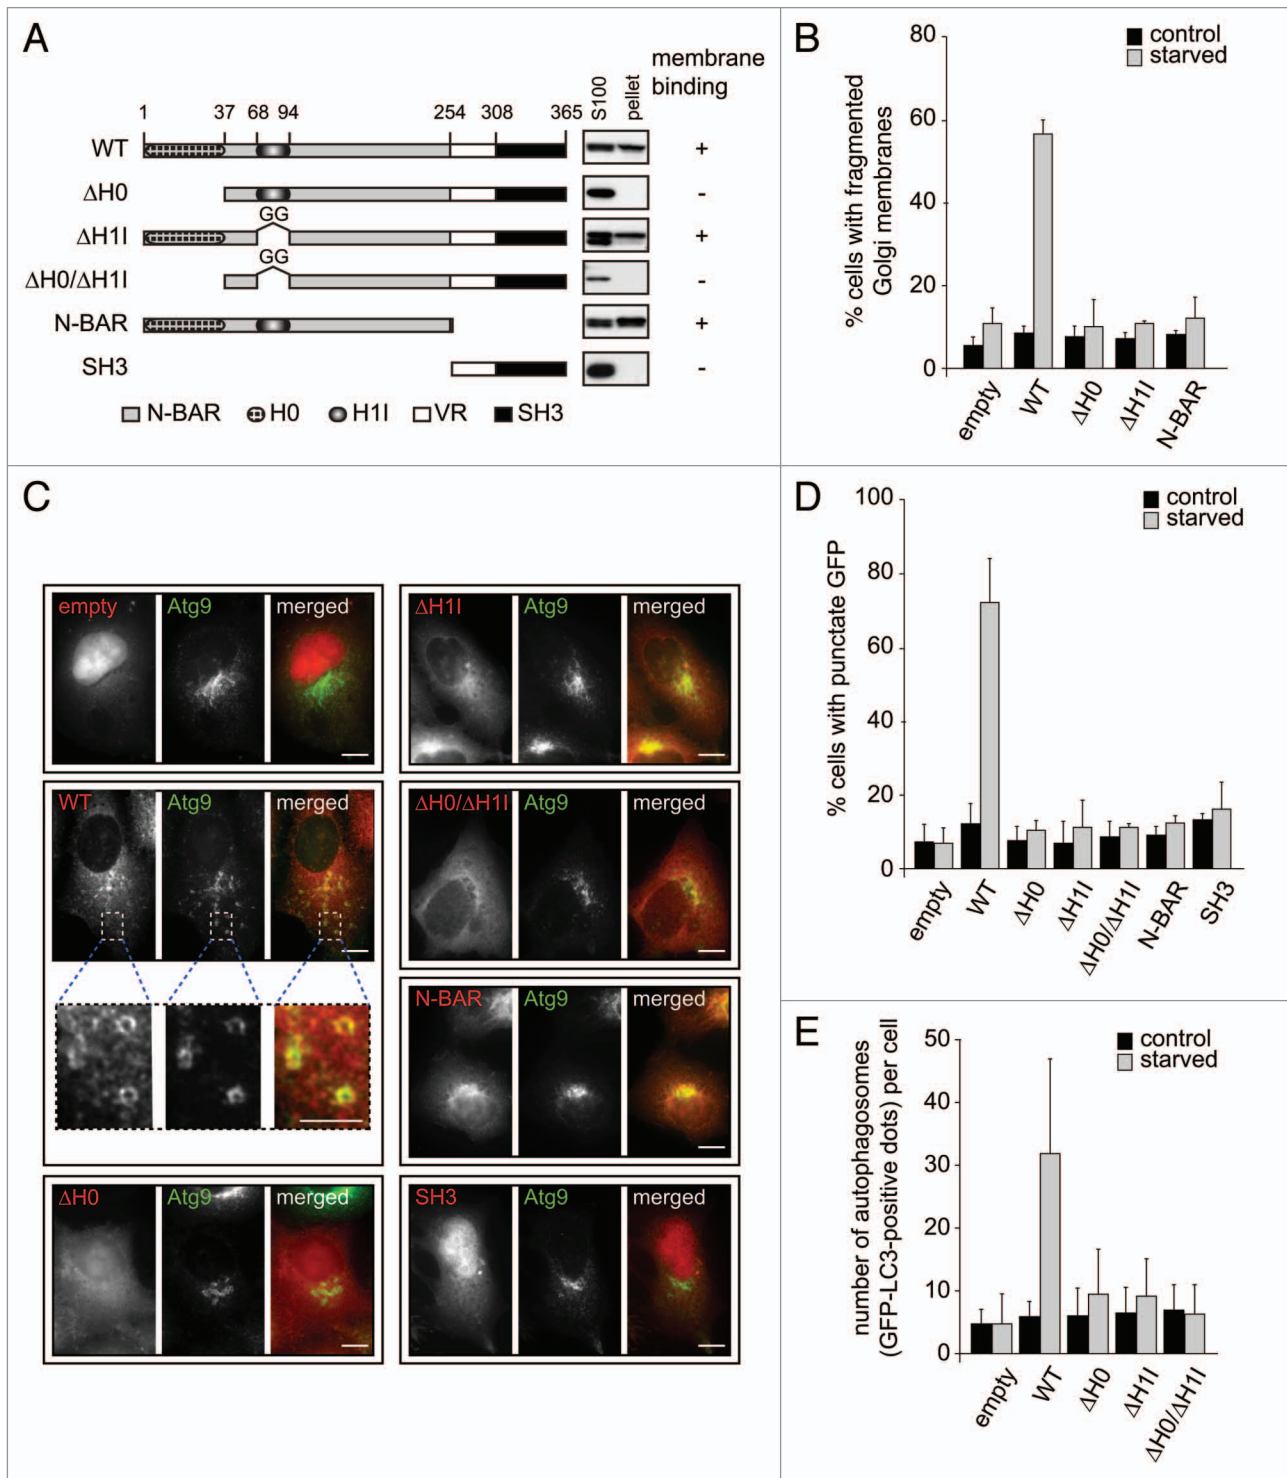 A
membrane
binding
S100
pellet
1 37 68 94 254 308 365
WT +
ΔH0 -
GG
ΔH1I +
GG
ΔH0/ΔH1I -
N-BAR +
SH3 -
N-BAR H0 H1I VR SH3
B
% cells with fragmented
Golgi membranes
80
60
40
20
0
control
starved
empty
WT
ΔH0
ΔH1I
N-BAR
C
empty Atg9 merged
WT Atg9 merged
ΔH0 Atg9 merged
ΔH1I Atg9 merged
ΔH0/ΔH1I Atg9 merged
N-BAR Atg9 merged
SH3 Atg9 merged
D
% cells with punctate GFP
100
80
60
40
20
0
control
starved
empty
WT
ΔH0
ΔH1I
ΔH0/ΔH1I
N-BAR
SH3
E
number of autophagosomes
(GFP-LC3-positive dots) per cell
50
40
30
20
10
0
control
starved
empty
WT
ΔH0
ΔH1I
ΔH0/ΔH1I